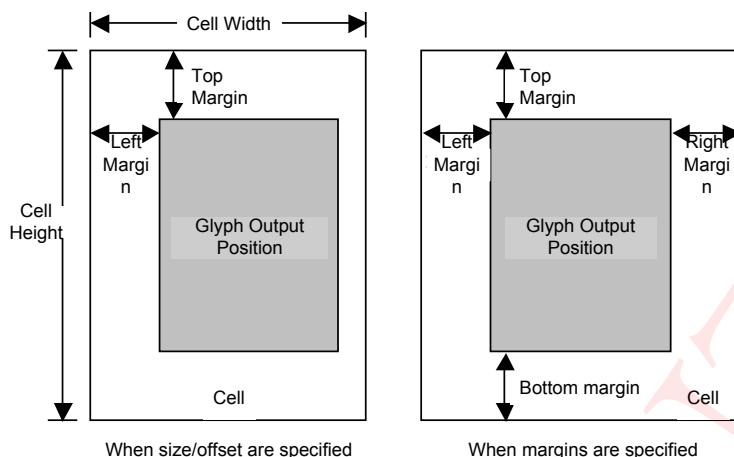 Cell Width
Top
Margin
Left
Margi
n
Cell
Height
Glyph Output
Position
Cell
When size/offset are specified
Top
Margin
Left
Margi
n
Right
Margi
n
Glyph Output
Position
Bottom margin
Cell
When margins are specified